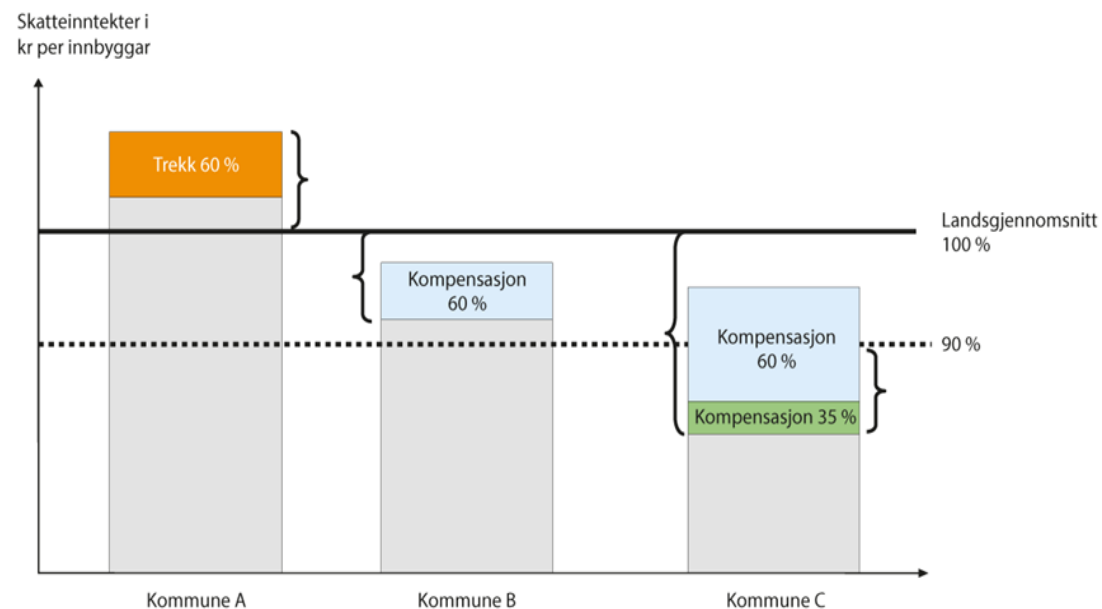 Skatteinntekter i
kr per innbyggar
Trekk 60 %
Landsgjennomsnitt
100 %
Kompensasjon
60 %
90 %
Kompensasjon
60 %
Kompensasjon 35 %
Kommune A
Kommune B
Kommune C